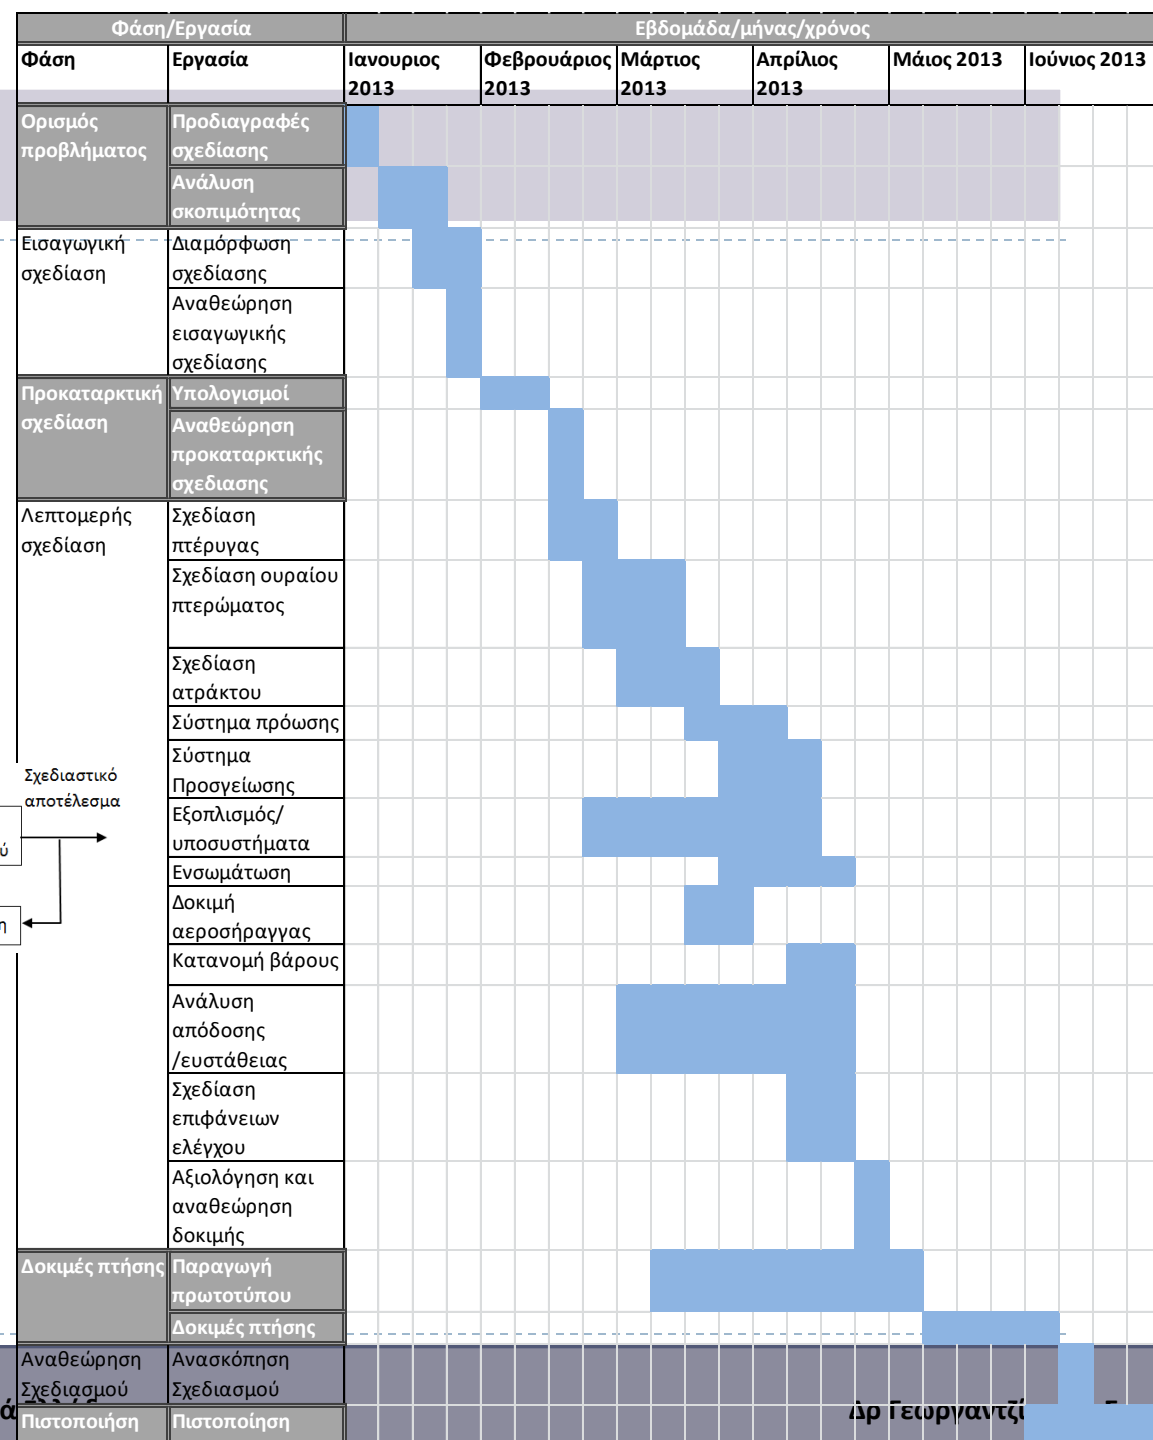 Φάση/Εργασία Εβδομάδα/μήνας/χρόνος
Φάση Εργασία Ιανουριος Φεβρουάριος Μάρτιος Απρίλιος Μάιος 2013 Ιούνιος 2013
2013 2013 2013 2013
Ορισμός Προδιαγραφές
προβλήματος σχεδίασης
Ανάλυση
σκοπιμότητας
Εισαγωγική Διαμόρφωση
σχεδίαση σχεδίασης
Αναθεώρηση
εισαγωγικής
σχεδίασης
Προκαταρκτική Υπολογισμοί
σχεδίαση Αναθεώρηση
προκαταρκτικής
σχεδιασης
Λεπτομερής Σχεδίαση
σχεδίαση πτέρυγας
Σχεδίαση ουραίου
πτερώματος
Σχεδίαση
ατράκτου
Σύστημα πρόωσης
Σύστημα
Προσγείωσης
Σχεδιαστικό
αποτέλεσμα
Εξοπλισμός/
υποσυστήματα
ύ
Ενσωμάτωση
Δοκιμή
αεροσήραγγας
η
Κατανομή βάρους
Ανάλυση
απόδοσης
/ευστάθειας
Σχεδίαση
επιφάνειων
ελέγχου
Αξιολόγηση και
αναθεώρηση
δοκιμής
Δοκιμές πτήσης Παραγωγή
πρωτοτύπου
Δοκιμές πτήσης
Αναθεώρηση Ανασκόπηση
Σχεδιασμού Σχεδιασμού
Δρ Γεωργαντζί
Πιστοποιήση Πιστοποίηση